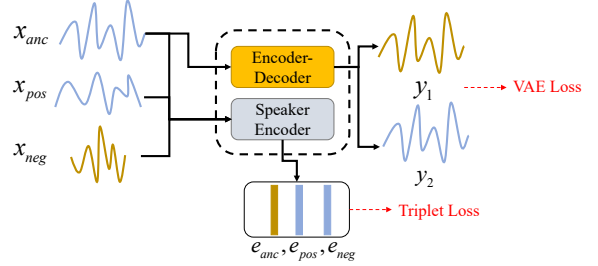 x_anc
x_pos
x_neg
Encoder-
Decoder
Speaker
Encoder
y_1
y_2
VAE Loss
Triplet Loss
e_anc, e_pos, e_neg